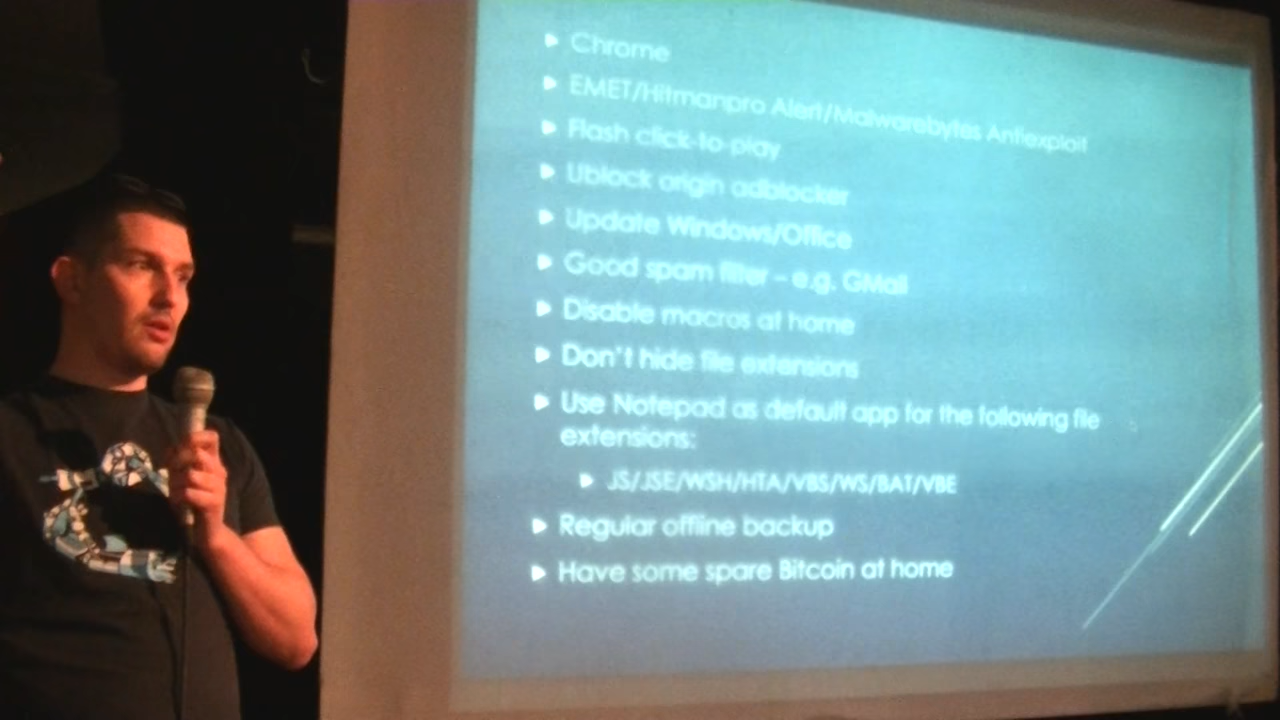 Chrome
EMET/Hitmanpro Alert/Malwarebytes Antiexploit
Flash click-to-play
Ublock origin adblocker
Update Windows/Office
Good spam filter – e.g. GMail
Disable macros at home
Don't hide file extensions
Use Notepad as default app for the following file
extensions:
JS/JSE/WSH/HTA/VBS/WS/BAT/VBE
Regular offline backup
Have some spare Bitcoin at home